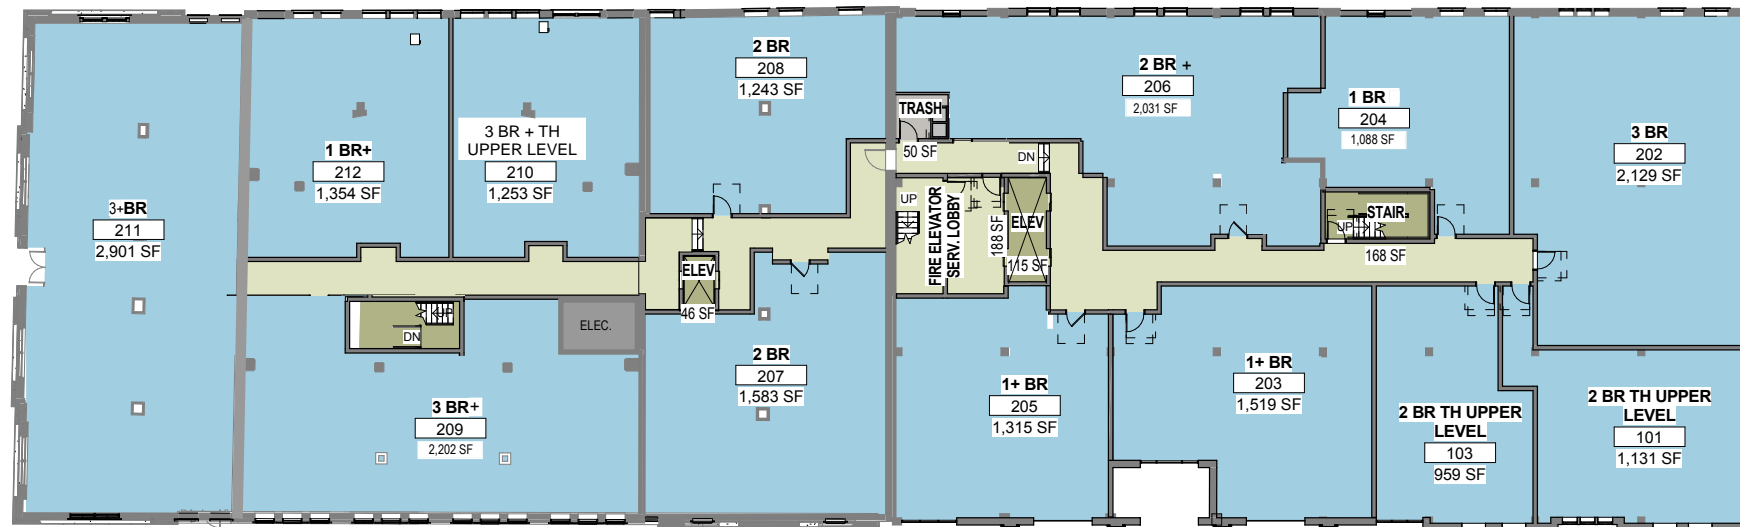 3+BR
211
2,901 SF
1 BR+
212
1,354 SF
3 BR + TH
UPPER LEVEL
210
1,253 SF
2 BR
208
1,243 SF
TRASH
50 SF
2 BR +
206
2,031 SF
1 BR
204
1,088 SF
3 BR
202
2,129 SF
DN
UP
FIRE ELEVATOR
SERV. LOBBY
188 SF
ELEV
115 SF
UP
STAIR
168 SF
ELEV
46 SF
UP
DN
ELEC.
3 BR+
209
2,202 SF
2 BR
207
1,583 SF
1+ BR
205
1,315 SF
1+ BR
203
1,519 SF
2 BR TH UPPER
LEVEL
103
959 SF
2 BR TH UPPER
LEVEL
101
1,131 SF